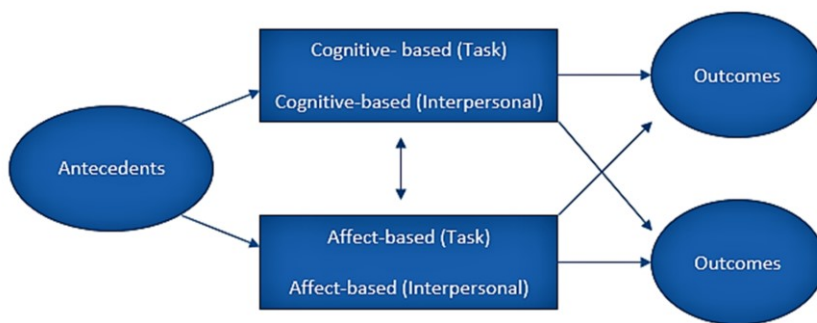 Cognitive- based (Task)
Cognitive-based (Interpersonal)
Outcomes
Antecedents
Affect-based (Task)
Affect-based (Interpersonal)
Outcomes